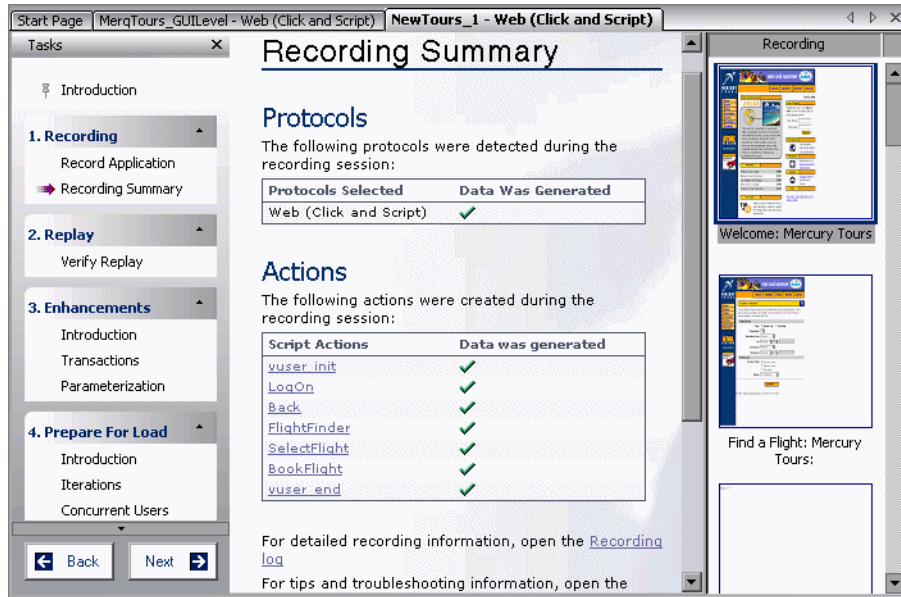 Start Page
MerqTours_GUILevel - Web (Click and Script)
NewTours_1 - Web (Click and Script)
Tasks
Introduction
1. Recording
Record Application
Recording Summary
2. Replay
Verify Replay
3. Enhancements
Introduction
Transactions
Parameterization
4. Prepare For Load
Introduction
Iterations
Concurrent Users
Back
Next
Recording Summary
Protocols
The following protocols were detected during the
recording session:
Protocols Selected Data Was Generated
Web (Click and Script)
Actions
The following actions were created during the
recording session:
Script Actions Data was generated
vuser_init
LogOn
Back
FlightFinder
SelectFlight
BookFlight
vuser_end
For detailed recording information, open the Recording
log
For tips and troubleshooting information, open the
Recording
Welcome: Mercury Tours
Find a Flight: Mercury
Tours: